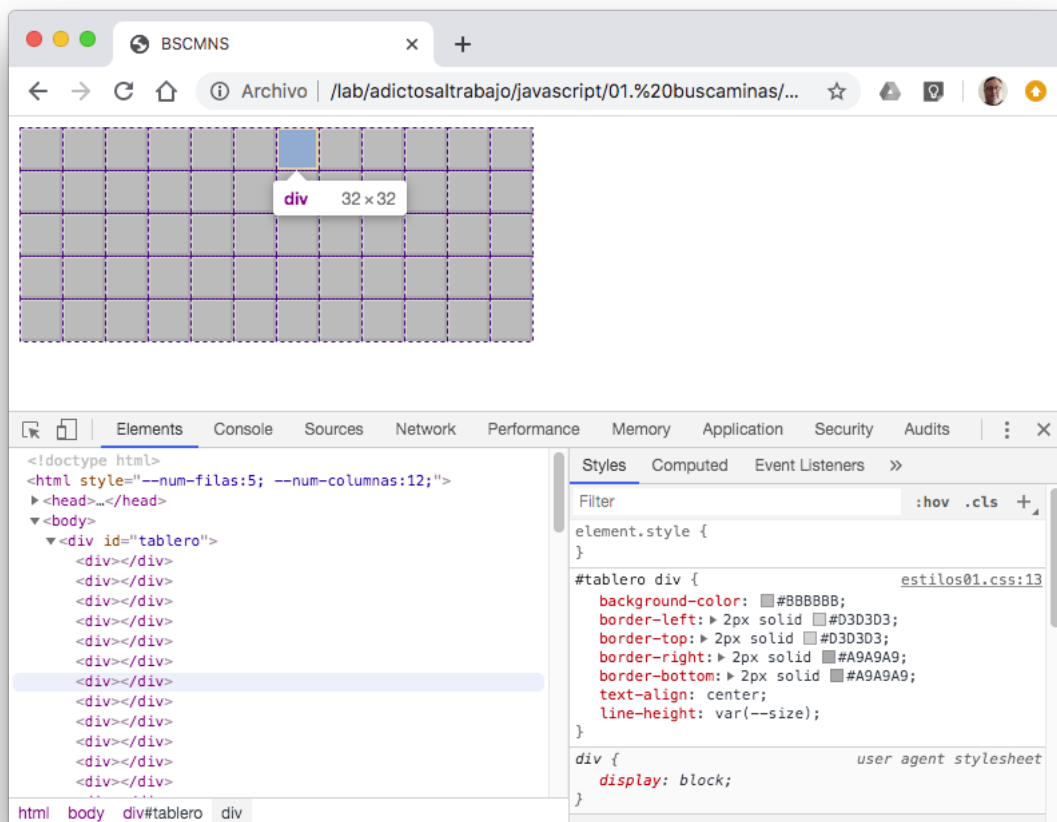 BSCMNS
Archivo | /lab/adictosaltrabajo/javascript/01.%20buscaminas/...
div 32 × 32
Elements Console Sources Network Performance Memory Application Security Audits
<!doctype html>
<html style="--num-filas:5; --num-columnas:12;">
<head>…</head>
<body>
<div id="tablero">
<div></div>
<div></div>
<div></div>
<div></div>
<div></div>
<div></div>
<div></div>
<div></div>
<div></div>
<div></div>
<div></div>
<div></div>
html body div#tablero div
Styles Computed Event Listeners »
Filter :hov .cls +
element.style {
}
#tablero div { estilos01.css:13
background-color: #BBBBBB;
border-left: 2px solid #D3D3D3;
border-top: 2px solid #D3D3D3;
border-right: 2px solid #A9A9A9;
border-bottom: 2px solid #A9A9A9;
text-align: center;
line-height: var(--size);
}
div { user agent stylesheet
display: block;
}